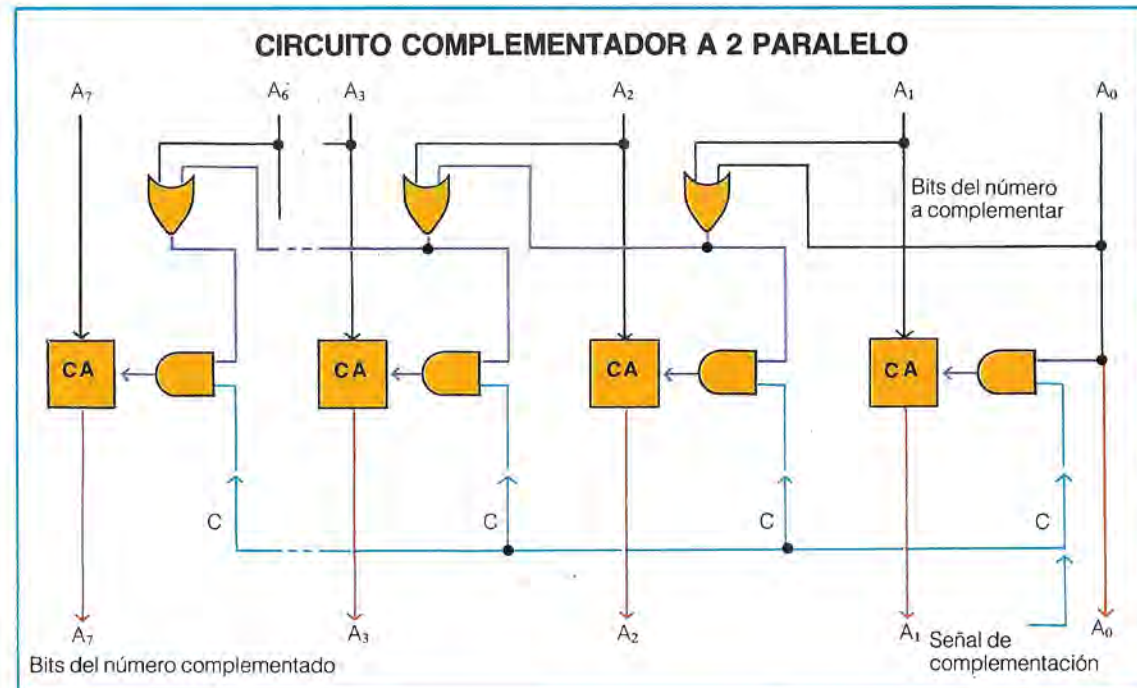 CIRCUITO COMPLEMENTADOR A 2 PARALELO
A₇ A₆ A₃ A₂ A₁ A₀
Bits del número
a complementar
CA CA CA CA
C C C C
A₇ A₃ A₂ A₁ A₀
Bits del número complementado
Señal de
complementación